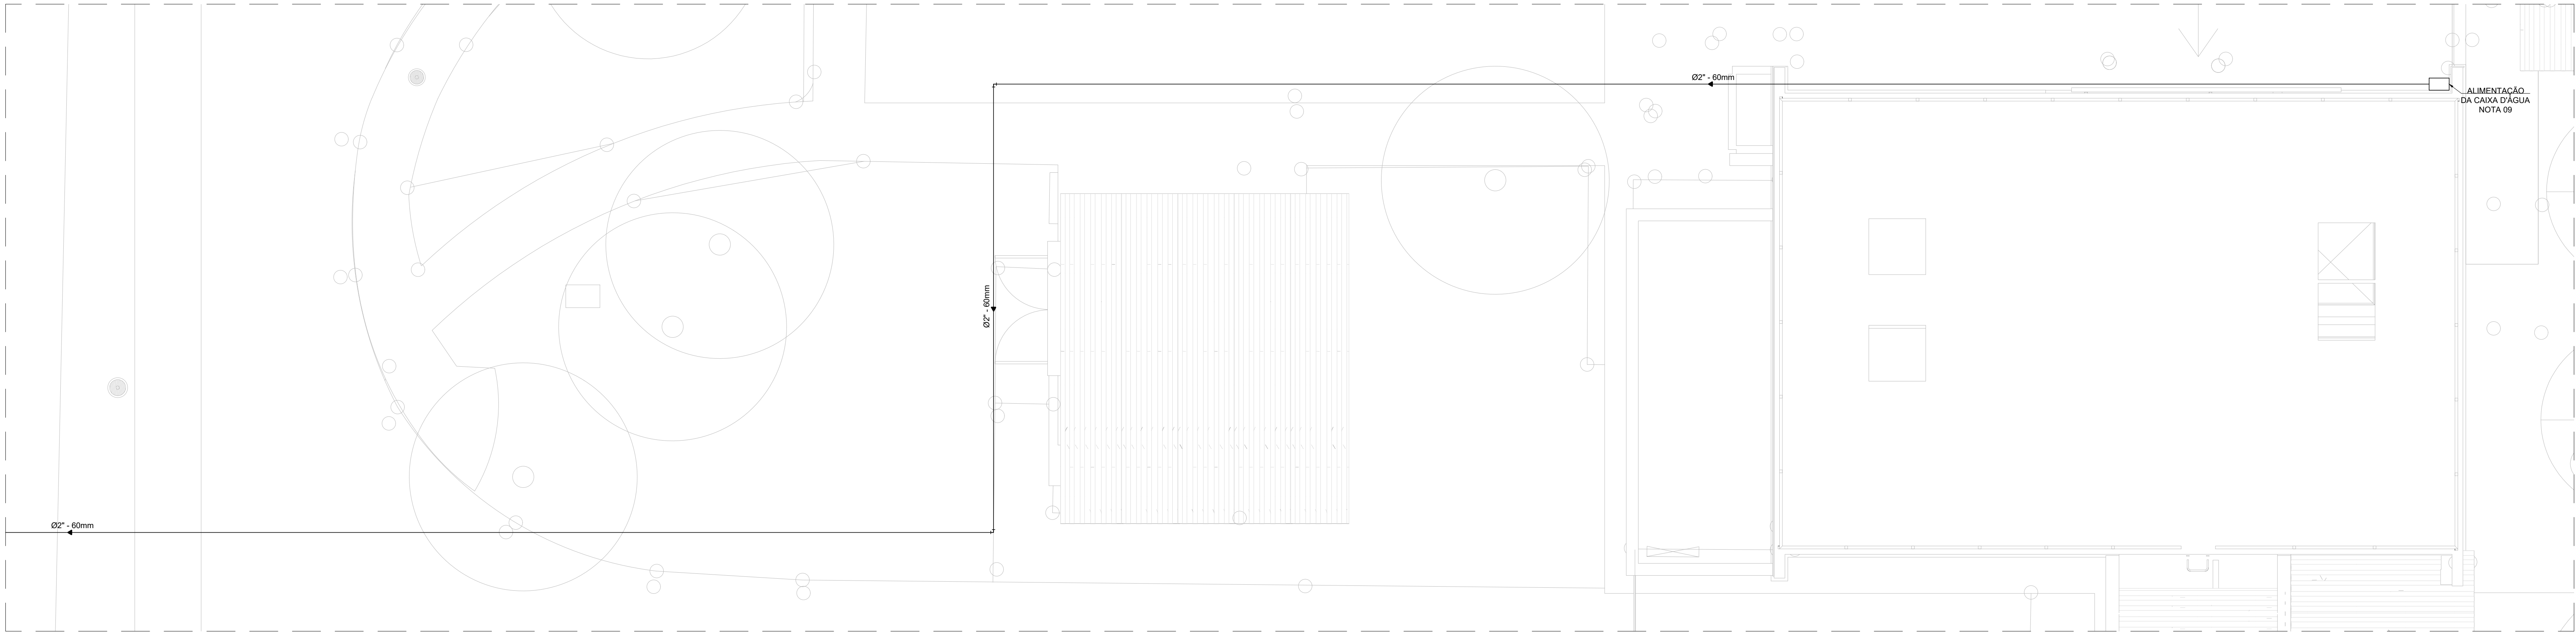 Ø2" - 60mm
ALIMENTAÇÃO
DA CAIXA D'ÁGUA
NOTA 09
Ø2" - 60mm
Ø2" - 60mm